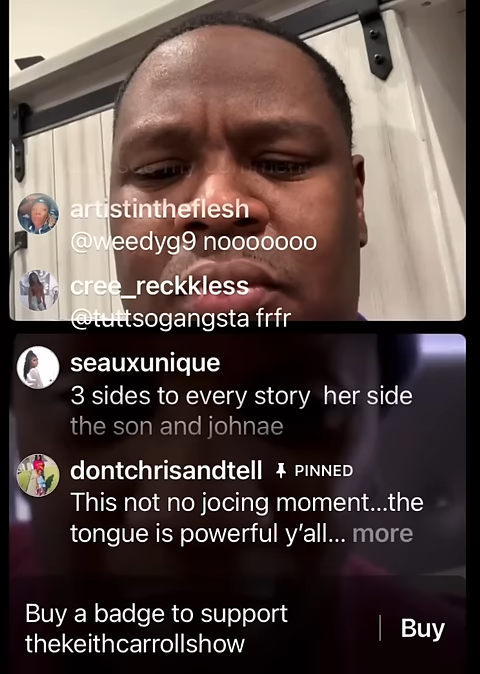 artistintheflesh
@weedyg9 nooooooo
cree_reckkless
@tuttsogangsta frfr
seauxunique
3 sides to every story her side
the son and johnae
dontchrisandtell PINNED
This not no jocing moment...the
tongue is powerful y'all... more
Buy a badge to support
thekeithcarrollshow
Buy